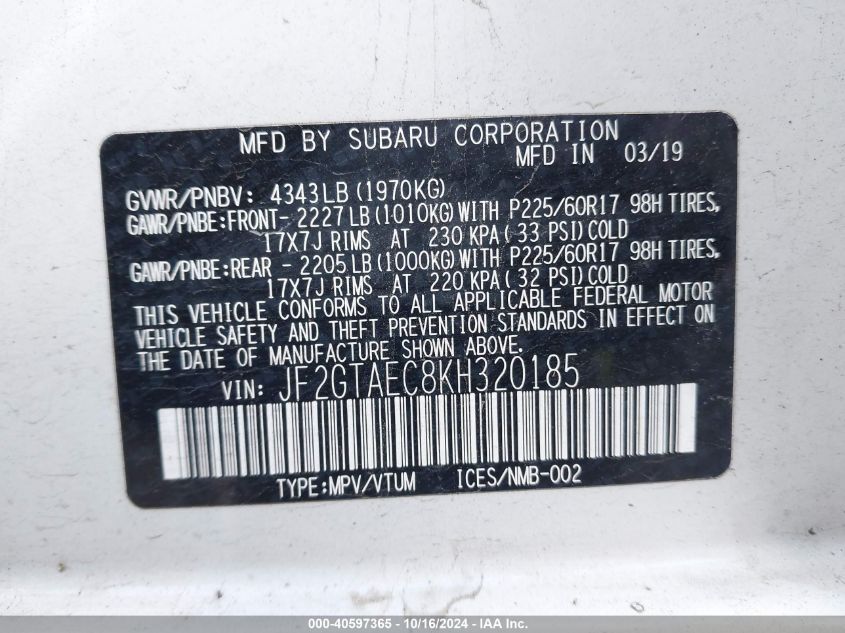 MFD BY SUBARU CORPORATION
MFD IN 03/19
GVWR/PNBV: 4343LB (1970KG)
GAWR/PNBE:FRONT- 2227LB(1010KG)WITH P225/60R17 98H TIRES,
17X7J RIMS AT 230 KPA( 33 PSI)COLD
GAWR/PNBE:REAR - 2205LB(1000KG)WITH P225/60R17 98H TIRES,
17X7J RIMS AT 220 KPA( 32 PSI)COLD
THIS VEHICLE CONFORMS TO ALL APPLICABLE FEDERAL MOTOR
VEHICLE SAFETY AND THEFT PREVENTION STANDARDS IN EFFECT ON
THE DATE OF MANUFACTURE SHOWN ABOVE.
VIN: JF2GTAEC8KH320185
TYPE:MPV/VTUM ICES/NMB-002
000-40597365 - 10/16/2024 - IAA Inc.